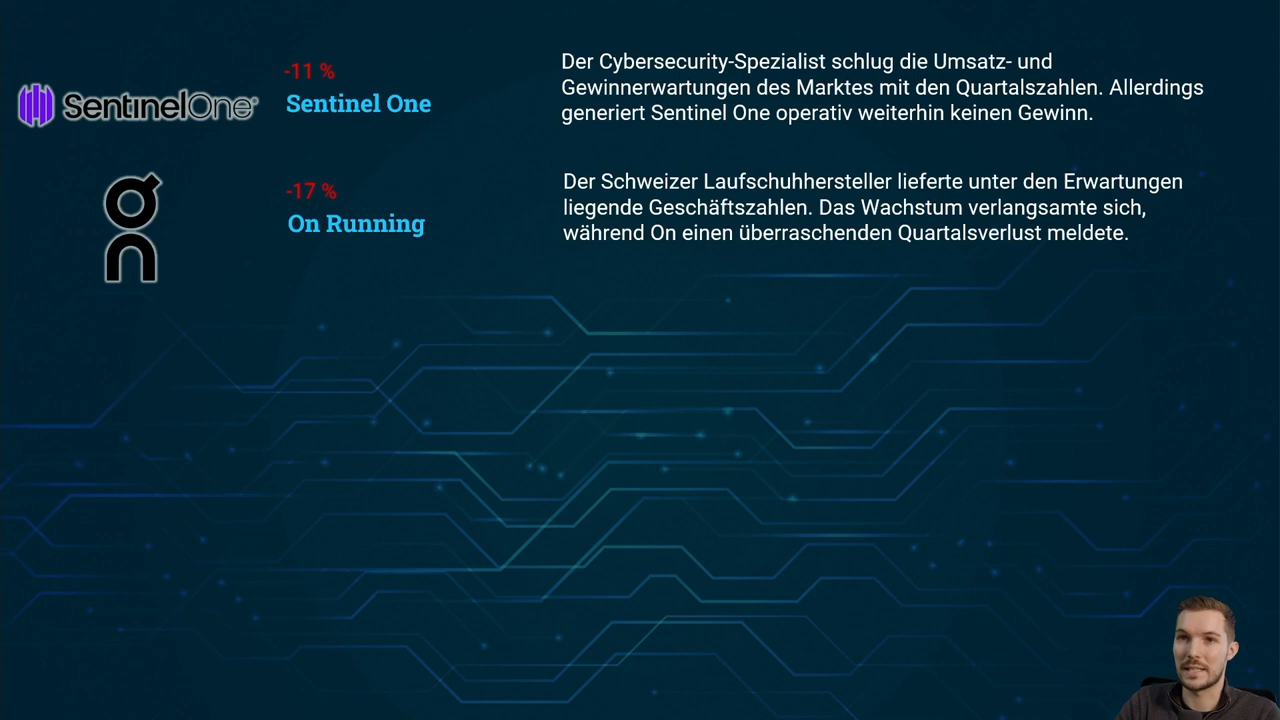 SentinelOne®
-11 %
Sentinel One
Der Cybersecurity-Spezialist schlug die Umsatz- und
Gewinnerwartungen des Marktes mit den Quartalszahlen. Allerdings
generiert Sentinel One operativ weiterhin keinen Gewinn.
on
-17 %
On Running
Der Schweizer Laufschuhhersteller lieferte unter den Erwartungen
liegende Geschäftszahlen. Das Wachstum verlangsamte sich,
während On einen überraschenden Quartalsverlust meldete.